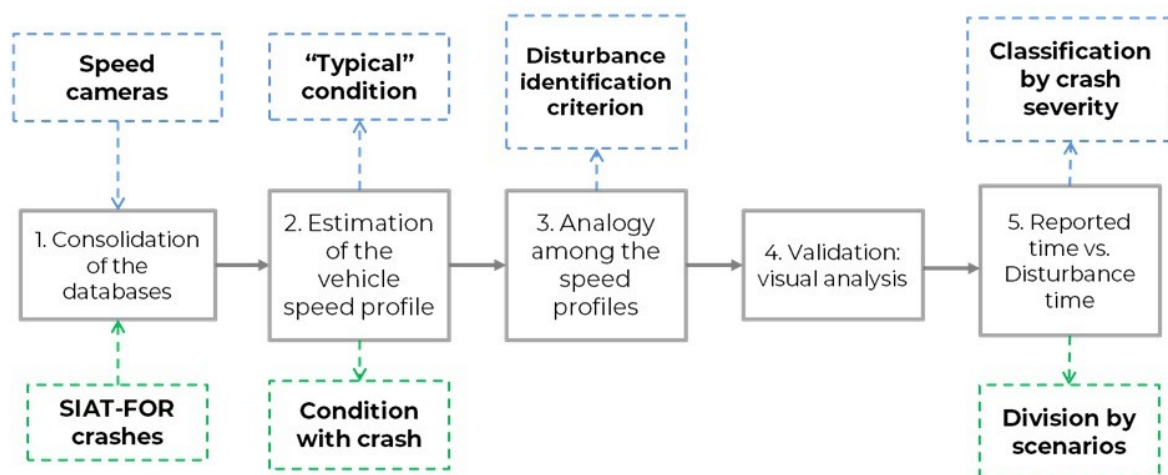 Speed
cameras
“Typical”
condition
Disturbance
identification
criterion
Classification
by crash
severity
1. Consolidation
of the
databases
2. Estimation
of the
vehicle
speed profile
3. Analogy
among the
speed
profiles
4. Validation:
visual analysis
5. Reported
time vs.
Disturbance
time
SIAT-FOR
crashes
Condition
with crash
Division by
scenarios